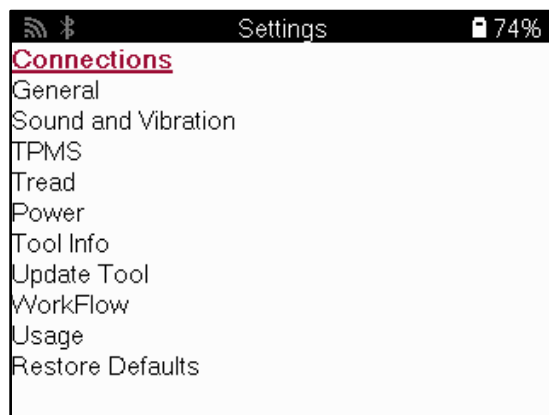 Settings 74%
Connections
General
Sound and Vibration
TPMS
Tread
Power
Tool Info
Update Tool
WorkFlow
Usage
Restore Defaults